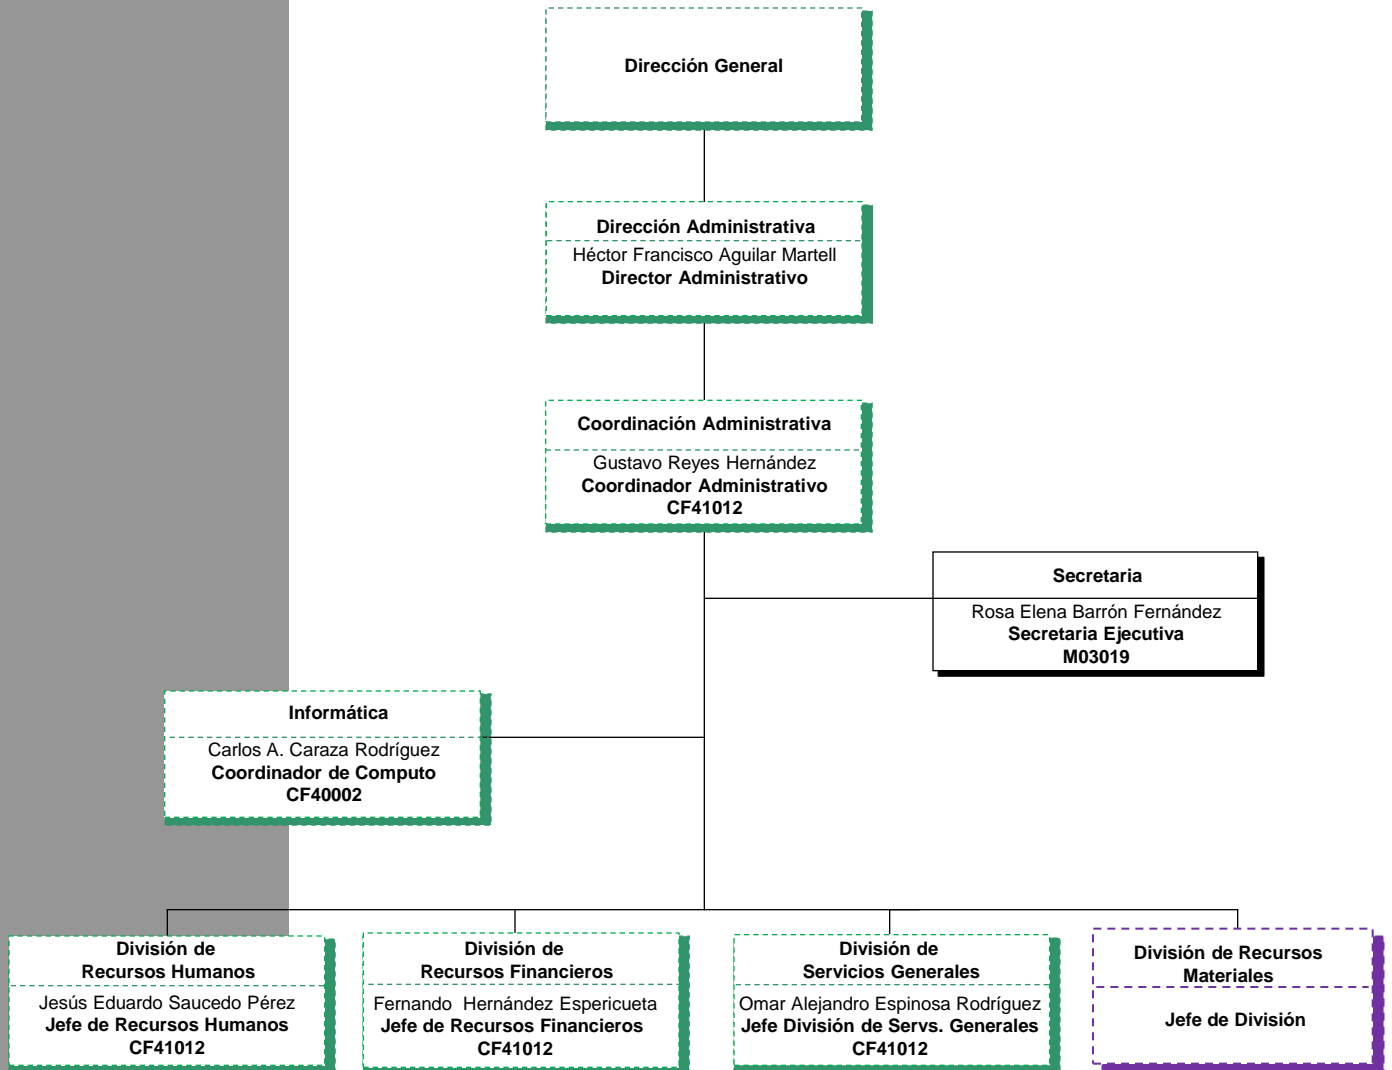 Dirección General
Dirección Administrativa
Héctor Francisco Aguilar Martell
Director Administrativo
Coordinación Administrativa
Gustavo Reyes Hernández
Coordinador Administrativo
CF41012
Secretaria
Rosa Elena Barrón Fernández
Secretaria Ejecutiva
M03019
Informática
Carlos A. Caraza Rodríguez
Coordinador de Computo
CF40002
División de
Recursos Humanos
Jesús Eduardo Saucedo Pérez
Jefe de Recursos Humanos
CF41012
División de
Recursos Financieros
Fernando  Hernández Espericueta
Jefe de Recursos Financieros
CF41012
División de
Servicios Generales
Omar Alejandro Espinosa Rodríguez
Jefe División de Servs. Generales
CF41012
División de Recursos
Materiales
Jefe de División